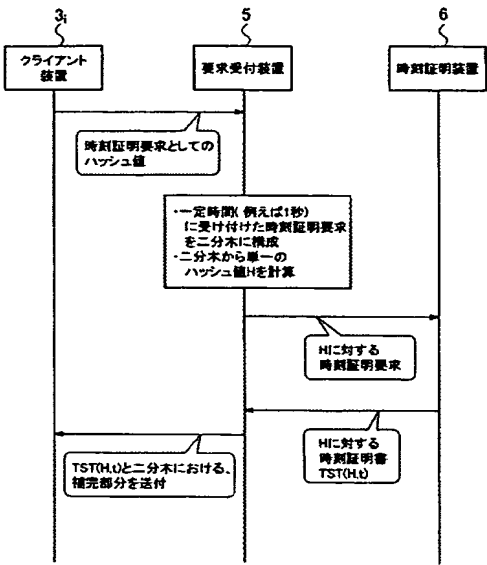 3i
5
6
クライアント
装置
要求受付装置
時刻証明装置
時刻証明要求としての
ハッシュ値
・一定時間(例えば1秒)
に受け付けた時刻証明要求
を二分木に構成
・二分木から単一の
ハッシュ値Hを計算
Hに対する
時刻証明要求
Hに対する
時刻証明書
TST(H,t)
TST(H,t)と二分木における、
補完部分を送付